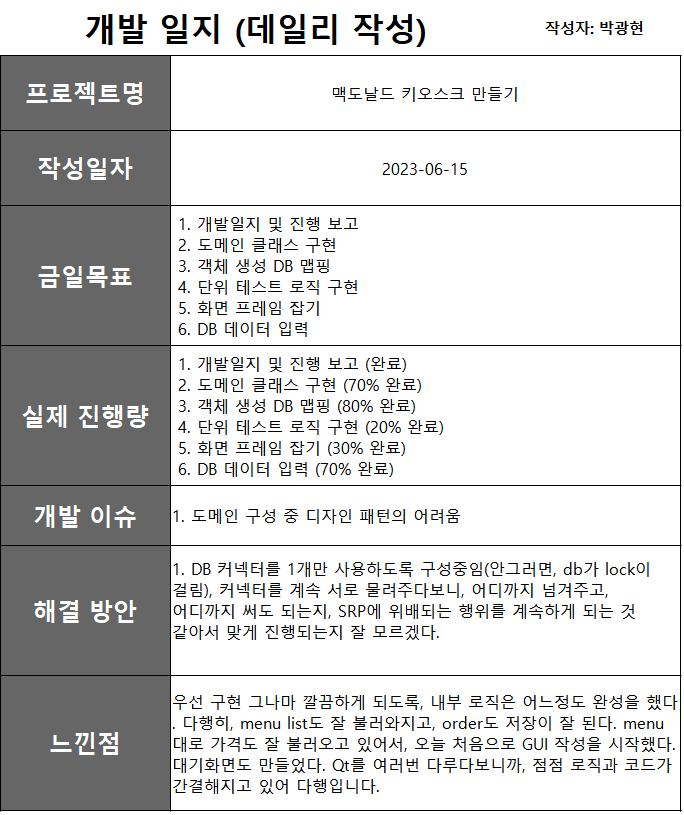 개발 일지 (데일리 작성)
작성자: 박광현
프로젝트명
맥도날드 키오스크 만들기
작성일자
2023-06-15
금일목표
1. 개발일지 및 진행 보고
2. 도메인 클래스 구현
3. 객체 생성 DB 맵핑
4. 단위 테스트 로직 구현
5. 화면 프레임 잡기
6. DB 데이터 입력
실제 진행량
1. 개발일지 및 진행 보고 (완료)
2. 도메인 클래스 구현 (70% 완료)
3. 객체 생성 DB 맵핑 (80% 완료)
4. 단위 테스트 로직 구현 (20% 완료)
5. 화면 프레임 잡기 (30% 완료)
6. DB 데이터 입력 (70% 완료)
개발 이슈
1. 도메인 구성 중 디자인 패턴의 어려움
해결 방안
1. DB 커넥터를 1개만 사용하도록 구성중임(안그러면, db가 lock이
걸림), 커넥터를 계속 서로 물려주다보니, 어디까지 넘겨주고,
어디까지 써도 되는지, SRP에 위배되는 행위를 계속하게 되는 것
같아서 맞게 진행되는지 잘 모르겠다.
느낀점
우선 구현 그나마 깔끔하게 되도록, 내부 로직은 어느정도 완성을 했다
. 다행히, menu list도 잘 불러와지고, order도 저장이 잘 된다. menu
대로 가격도 잘 불러오고 있어서, 오늘 처음으로 GUI 작성을 시작했다.
대기화면도 만들었다. Qt를 여러번 다루다보니까, 점점 로직과 코드가
간결해지고 있어 다행입니다.